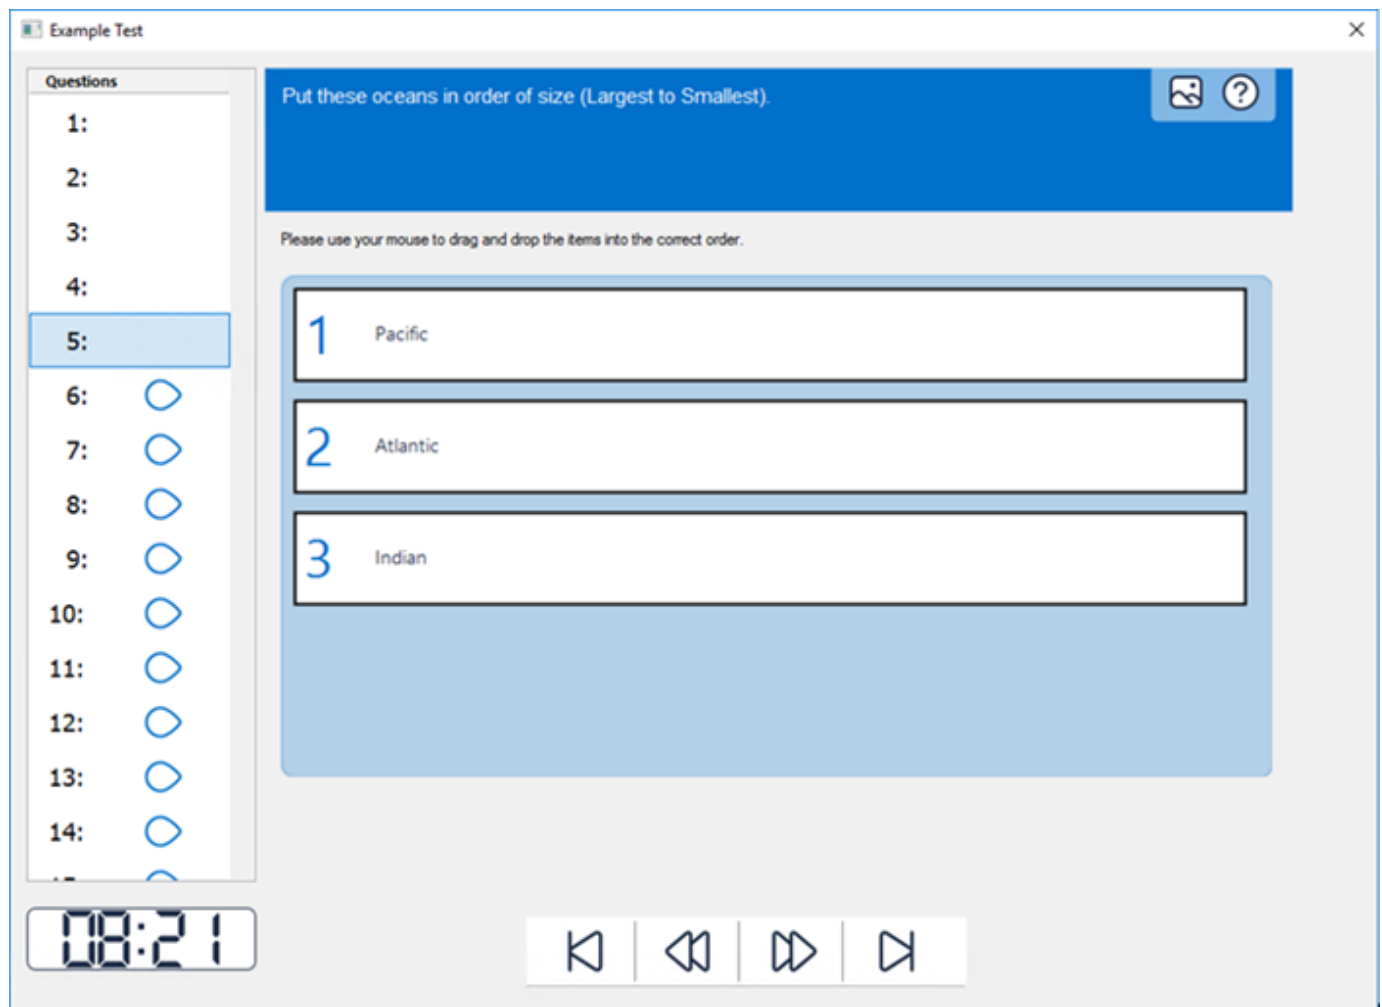 Example Test
Questions
1:
2:
3:
4:
5:
6:
7:
8:
9:
10:
11:
12:
13:
14:
08:21
Put these oceans in order of size (Largest to Smallest).
Please use your mouse to drag and drop the items into the correct order.
1 Pacific
2 Atlantic
3 Indian